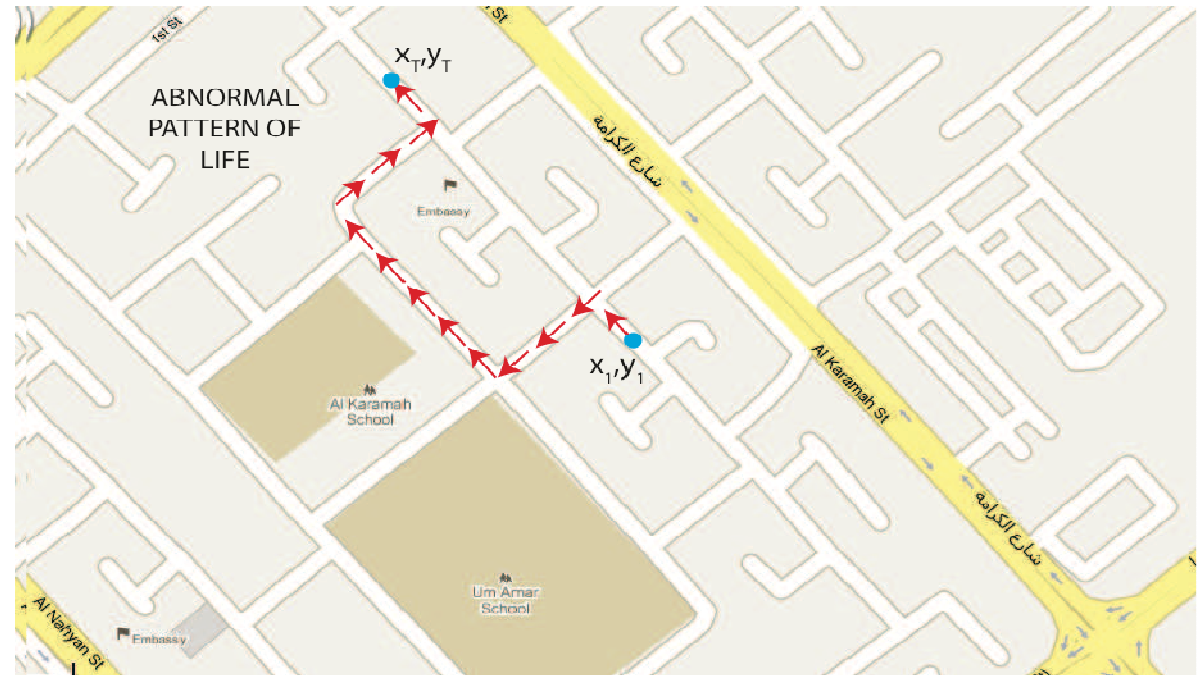 1st St
St
x_T,y_T
ABNORMAL
PATTERN OF
LIFE
شارع الكرامة
Embassy
x_1,y_1
Al Karamah St
Al Karamah
School
شارع الكرامة
Um Amar
School
Al Nahyan St
Embassy